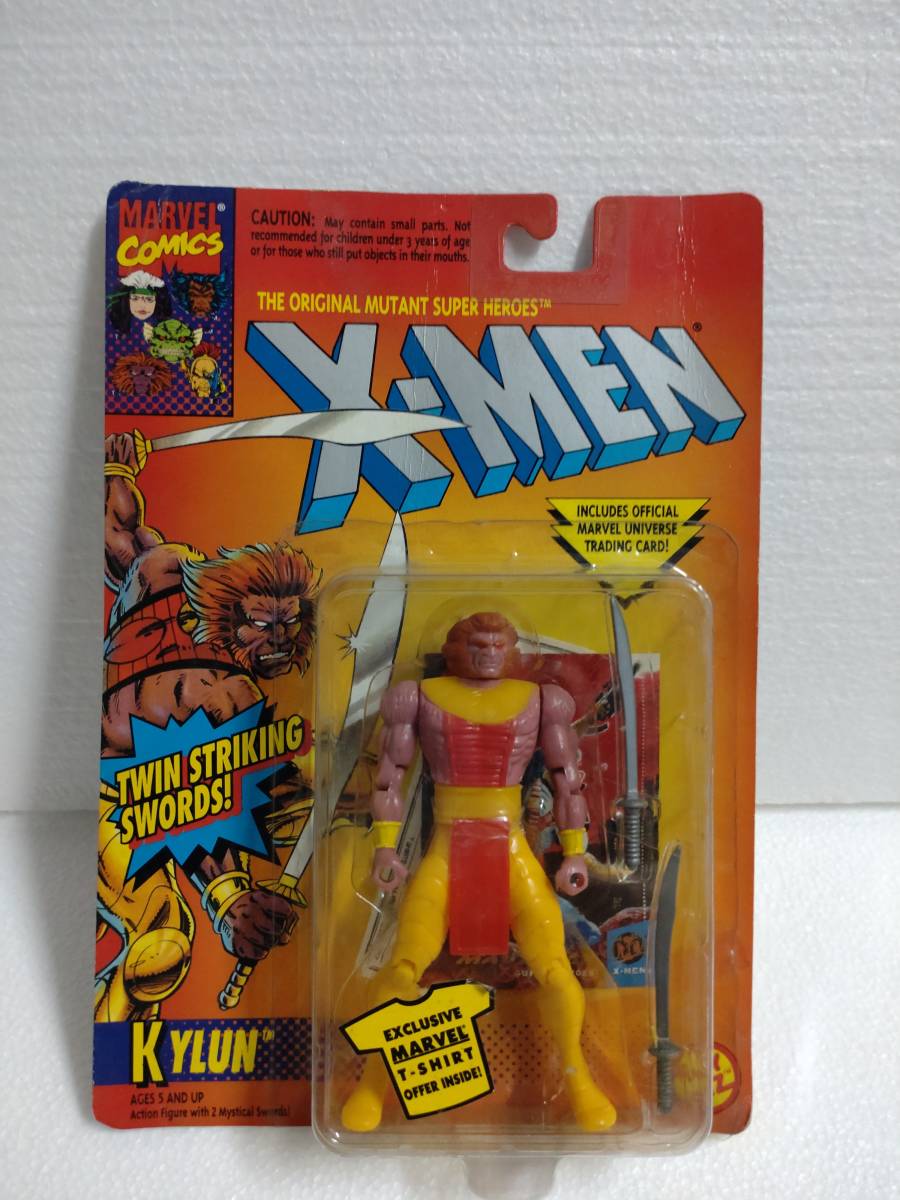 MARVEL®
COMICS
CAUTION: May contain small parts. Not
recommended for children under 3 years of age
or for those who still put objects in their mouths.
THE ORIGINAL MUTANT SUPER HEROES™
X-MEN®
INCLUDES OFFICIAL
MARVEL UNIVERSE
TRADING CARD!
TWIN STRIKING
SWORDS!
X-MEN
EXCLUSIVE
MARVEL
T-SHIRT
OFFER INSIDE!
KYLUN™
AGES 5 AND UP
Action Figure with 2 Mystical Swords!